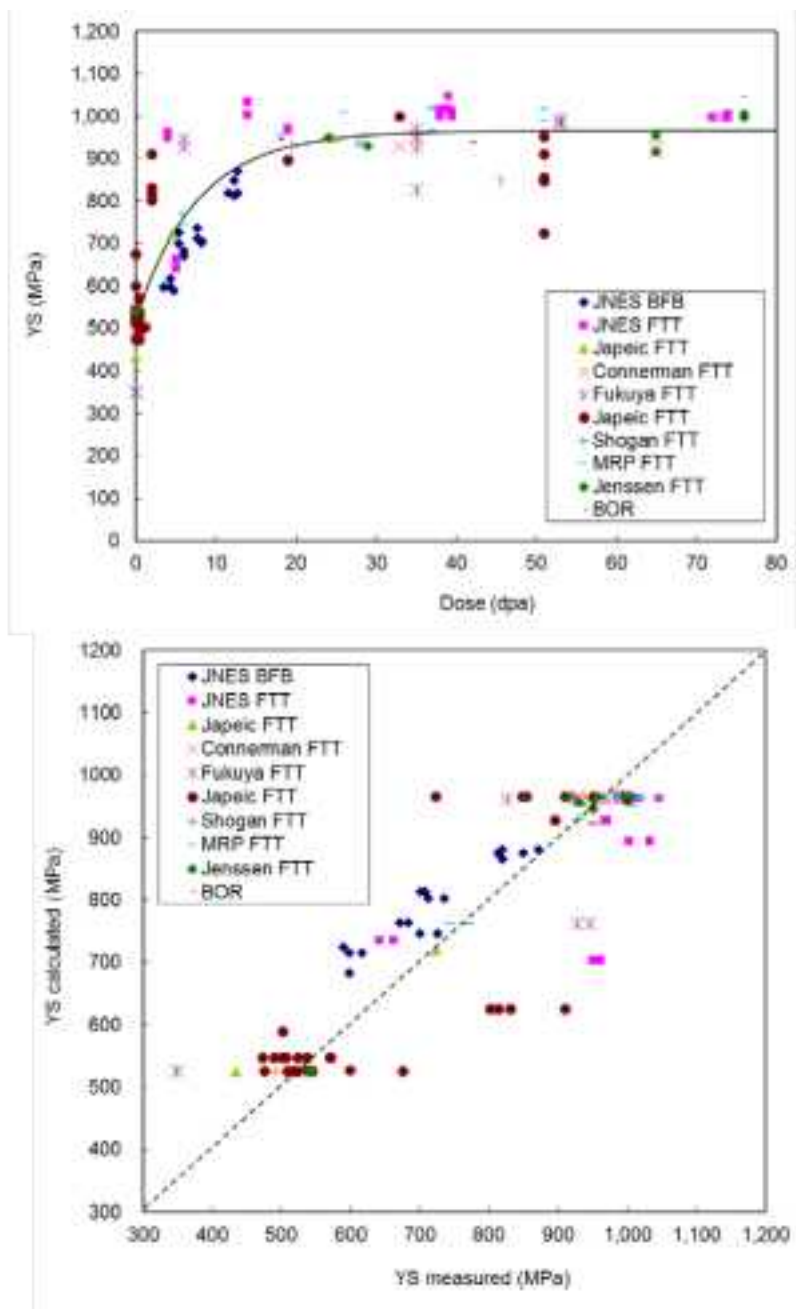 1,200
1,100
1,000
900
800
700
600
500
400
300
200
100
0
YS (MPa)
JNES BFB
JNES FTT
Japeic FTT
Connerman FTT
Fukuya FTT
Japeic FTT
Shogan FTT
MRP FTT
Jenssen FTT
BOR
0 10 20 30 40 50 60 70 80
Dose (dpa)
1200
1100
1000
900
800
700
600
500
400
300
YS calculated (MPa)
JNES BFB
JNES FTT
Japeic FTT
Connerman FTT
Fukuya FTT
Japeic FTT
Shogan FTT
MRP FTT
Jenssen FTT
BOR
300 400 500 600 700 800 900 1,000 1,100 1,200
YS measured (MPa)